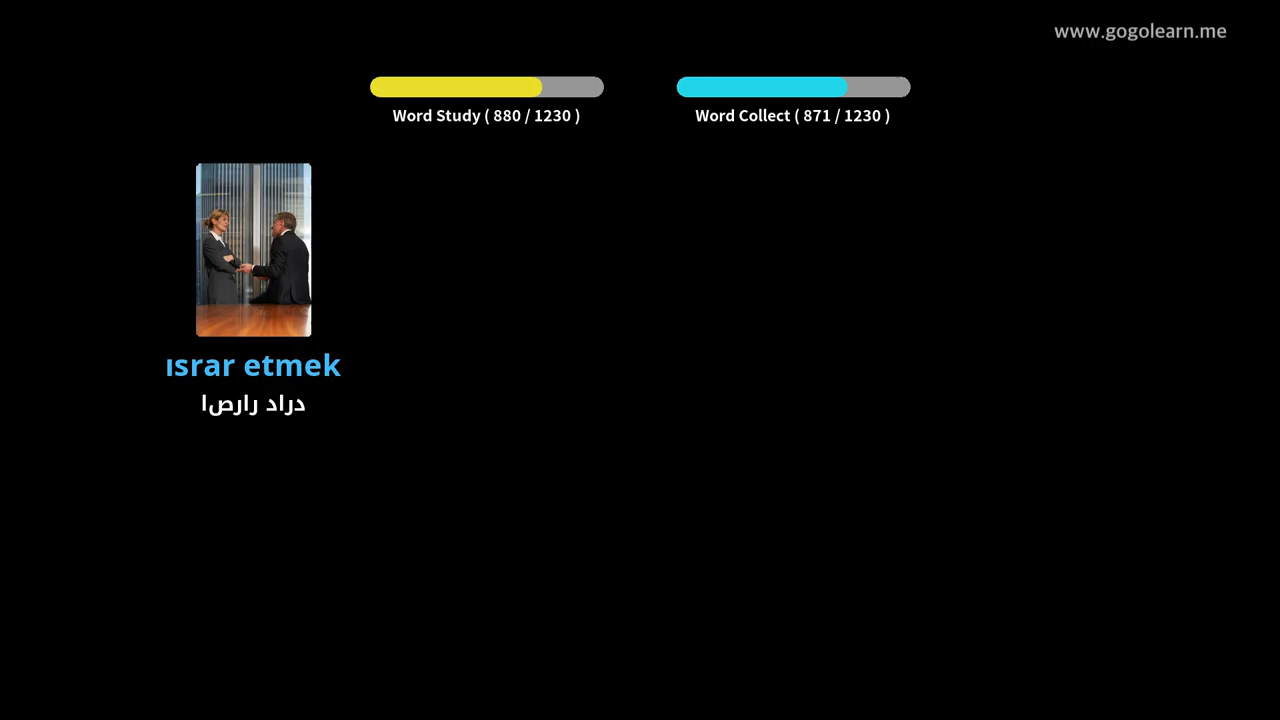 www.gogolearn.me
Word Study ( 880 / 1230 )
Word Collect ( 871 / 1230 )
ısrar etmek
دراد رارصا